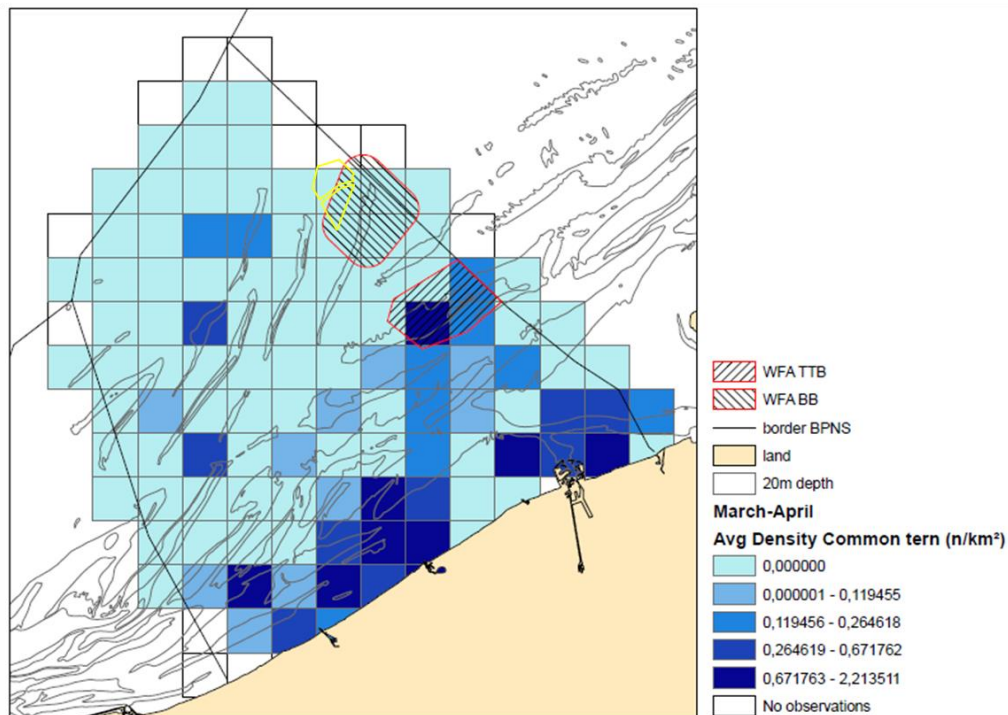 WFA TTB
WFA BB
border BPNS
land
20m depth
March-April
Avg Density Common tern (n/km²)
0,000000
0,000001 - 0,119455
0,119456 - 0,264618
0,264619 - 0,671762
0,671763 - 2,213511
No observations